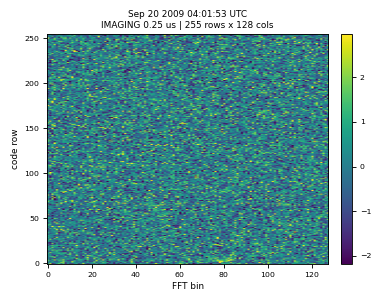 Sep 20 2009 04:01:53 UTC
IMAGING 0.25 us | 255 rows x 128 cols
250
200
150
100
50
0
code row
0 20 40 60 80 100 120
FFT bin
2
1
0
−1
−2